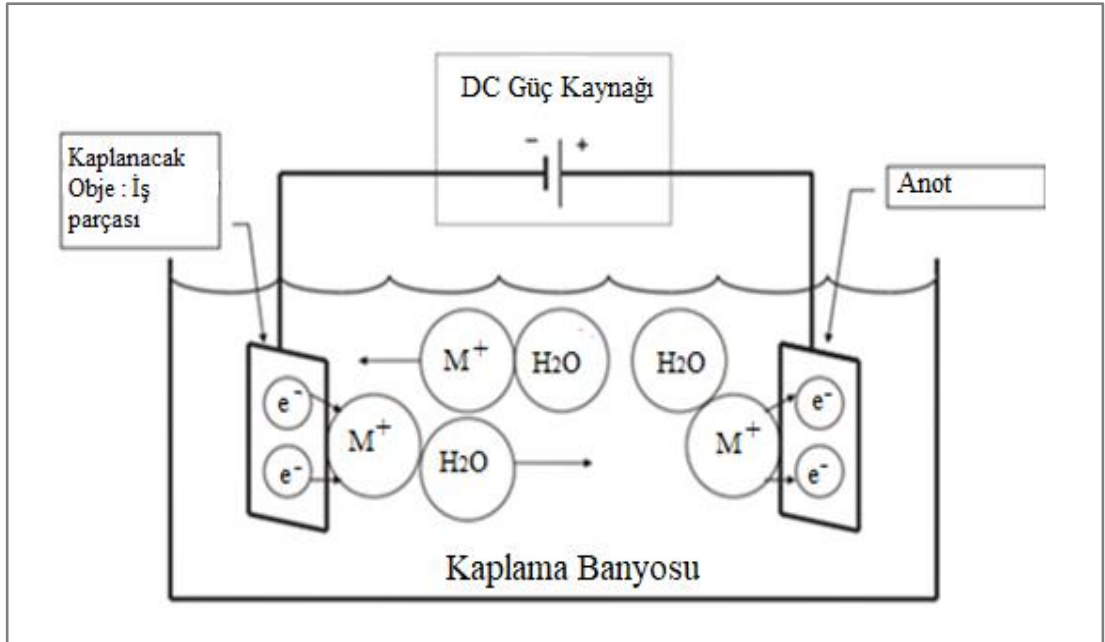 DC Güç Kaynağı
- +
Kaplanacak
Obje : İş
parçası
Anot
M+ H2O H2O
e- M+ H2O M+ e-
e- e-
Kaplama Banyosu